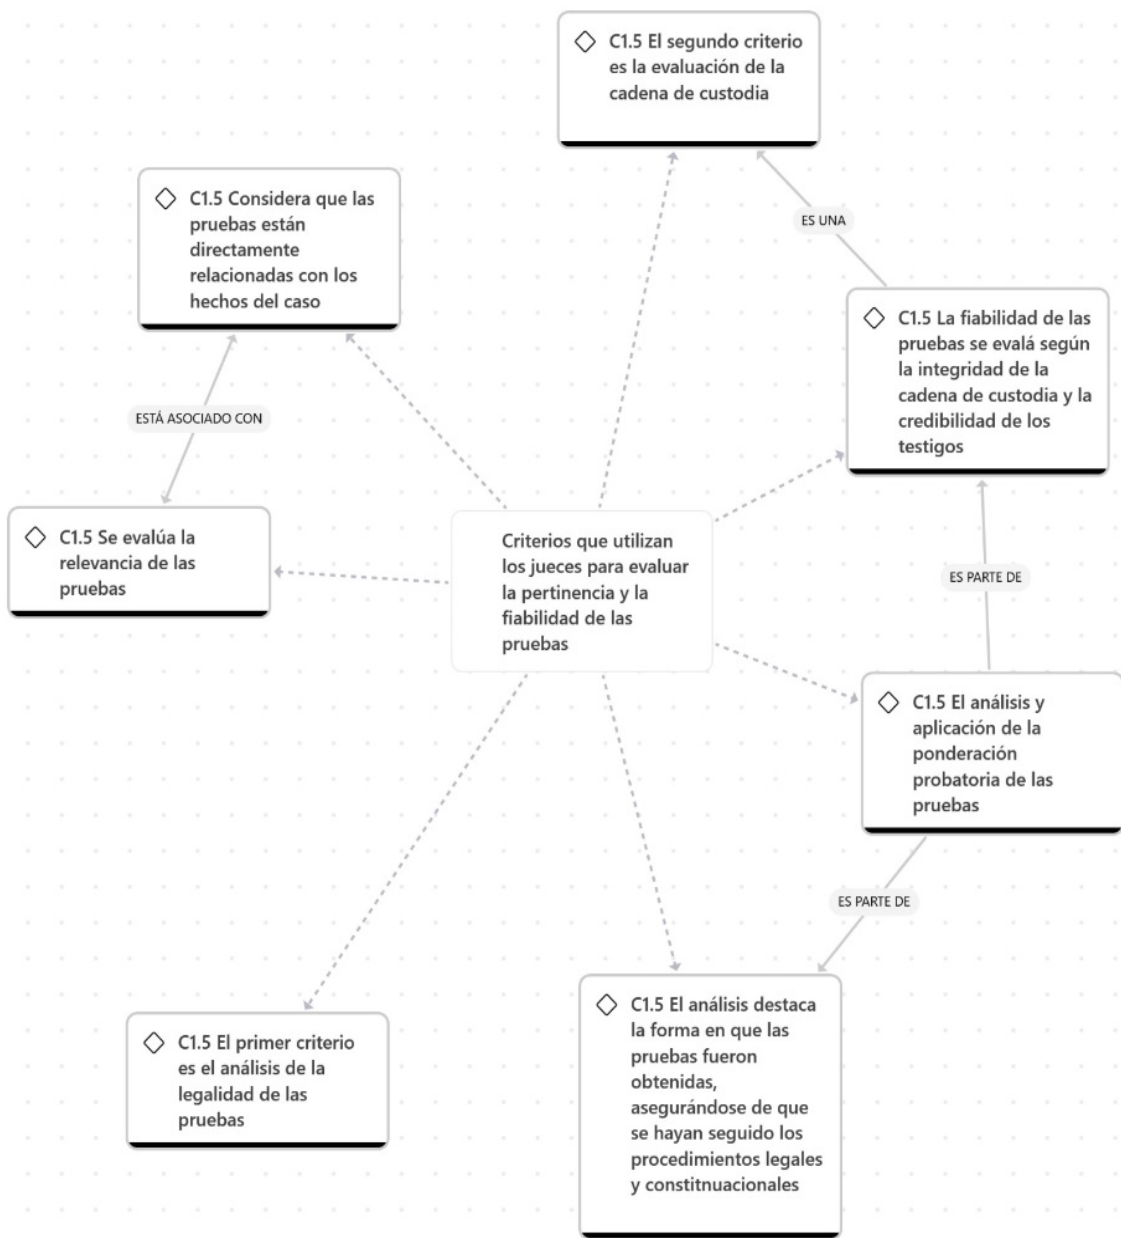 C1.5 El segundo criterio
es la evaluación de la
cadena de custodia
C1.5 Considera que las
pruebas están
directamente
relacionadas con los
hechos del caso
ES UNA
C1.5 La fiabilidad de las
pruebas se evalá según
la integridad de la
cadena de custodia y la
credibilidad de los
testigos
ESTÁ ASOCIADO CON
C1.5 Se evalúa la
relevancia de las
pruebas
Criterios que utilizan
los jueces para evaluar
la pertinencia y la
fiabilidad de las
pruebas
ES PARTE DE
C1.5 El análisis y
aplicación de la
ponderación
probatoria de las
pruebas
ES PARTE DE
C1.5 El primer criterio
es el análisis de la
legalidad de las
pruebas
C1.5 El análisis destaca
la forma en que las
pruebas fueron
obtenidas,
asegurándose de que
se hayan seguido los
procedimientos legales
y constitnuacionales